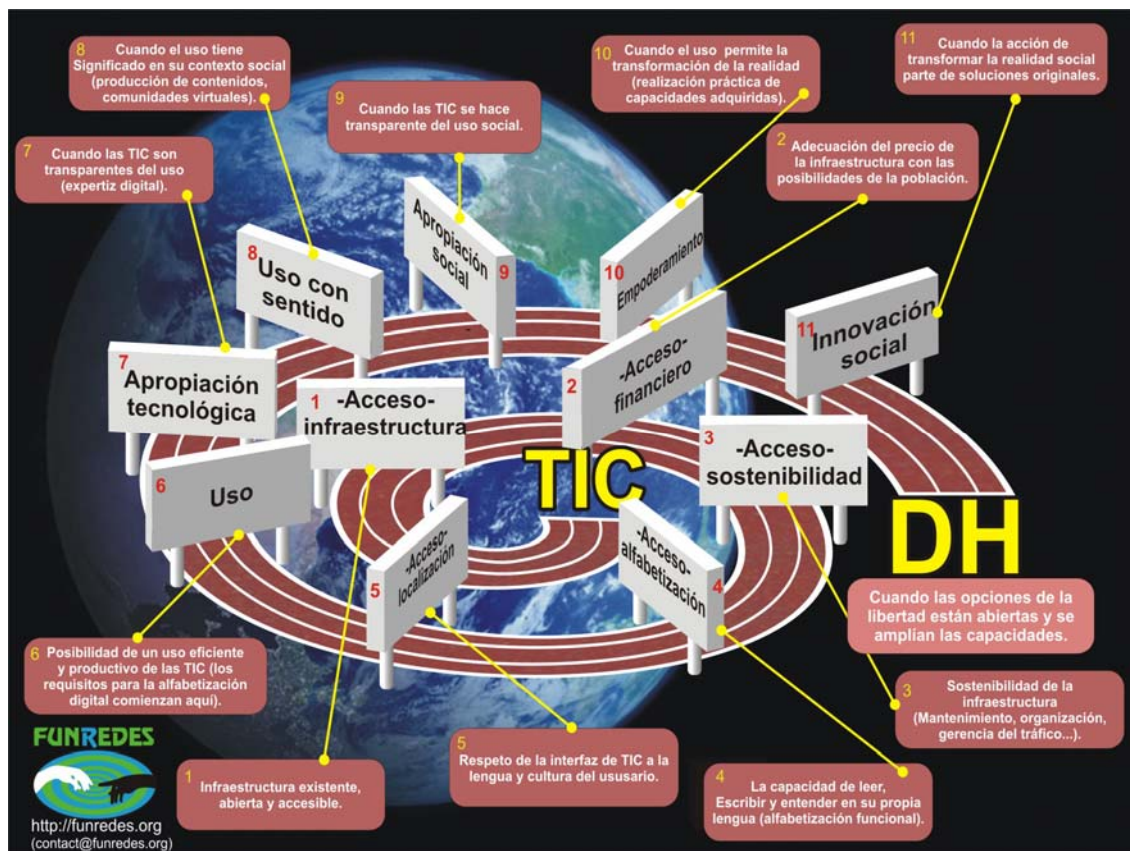 8
Cuando el uso tiene
Significado en su contexto social
(producción de contenidos,
comunidades virtuales).
9
Cuando las TIC se hace
transparente del uso social.
10
Cuando el uso permite la
transformación de la realidad
(realización práctica de
capacidades adquiridas).
11
Cuando la acción de
transformar la realidad social
parte de soluciones originales.
7
Cuando las TIC son
transparentes del uso
(expertiz digital).
2
Adecuación del precio de
la infraestructura con las
posibilidades de la población.
8
Uso con
sentido
Apropiación
social
9
10
Empoderamiento
11
Innovación
social
7
Apropiación
tecnológica
1
-Acceso-
infraestructura
2
-Acceso-
financiero
3
-Acceso-
sostenibilidad
6
Uso
TIC
5
-Acceso-
localización
-Acceso-
alfabetización
4
DH
Cuando las opciones de la
libertad están abiertas y se
amplían las capacidades.
6
Posibilidad de un uso eficiente
y productivo de las TIC (los
requisitos para la alfabetización
digital comienzan aquí).
3
Sostenibilidad de la
infraestructura
(Mantenimiento, organización,
gerencia del tráfico...).
5
Respeto de la interfaz de TIC a la
lengua y cultura del ususario.
1
Infraestructura existente,
abierta y accesible.
4
La capacidad de leer,
Escribir y entender en su propia
lengua (alfabetización funcional).
FUNREDES
http://funredes.org
(contact@funredes.org)